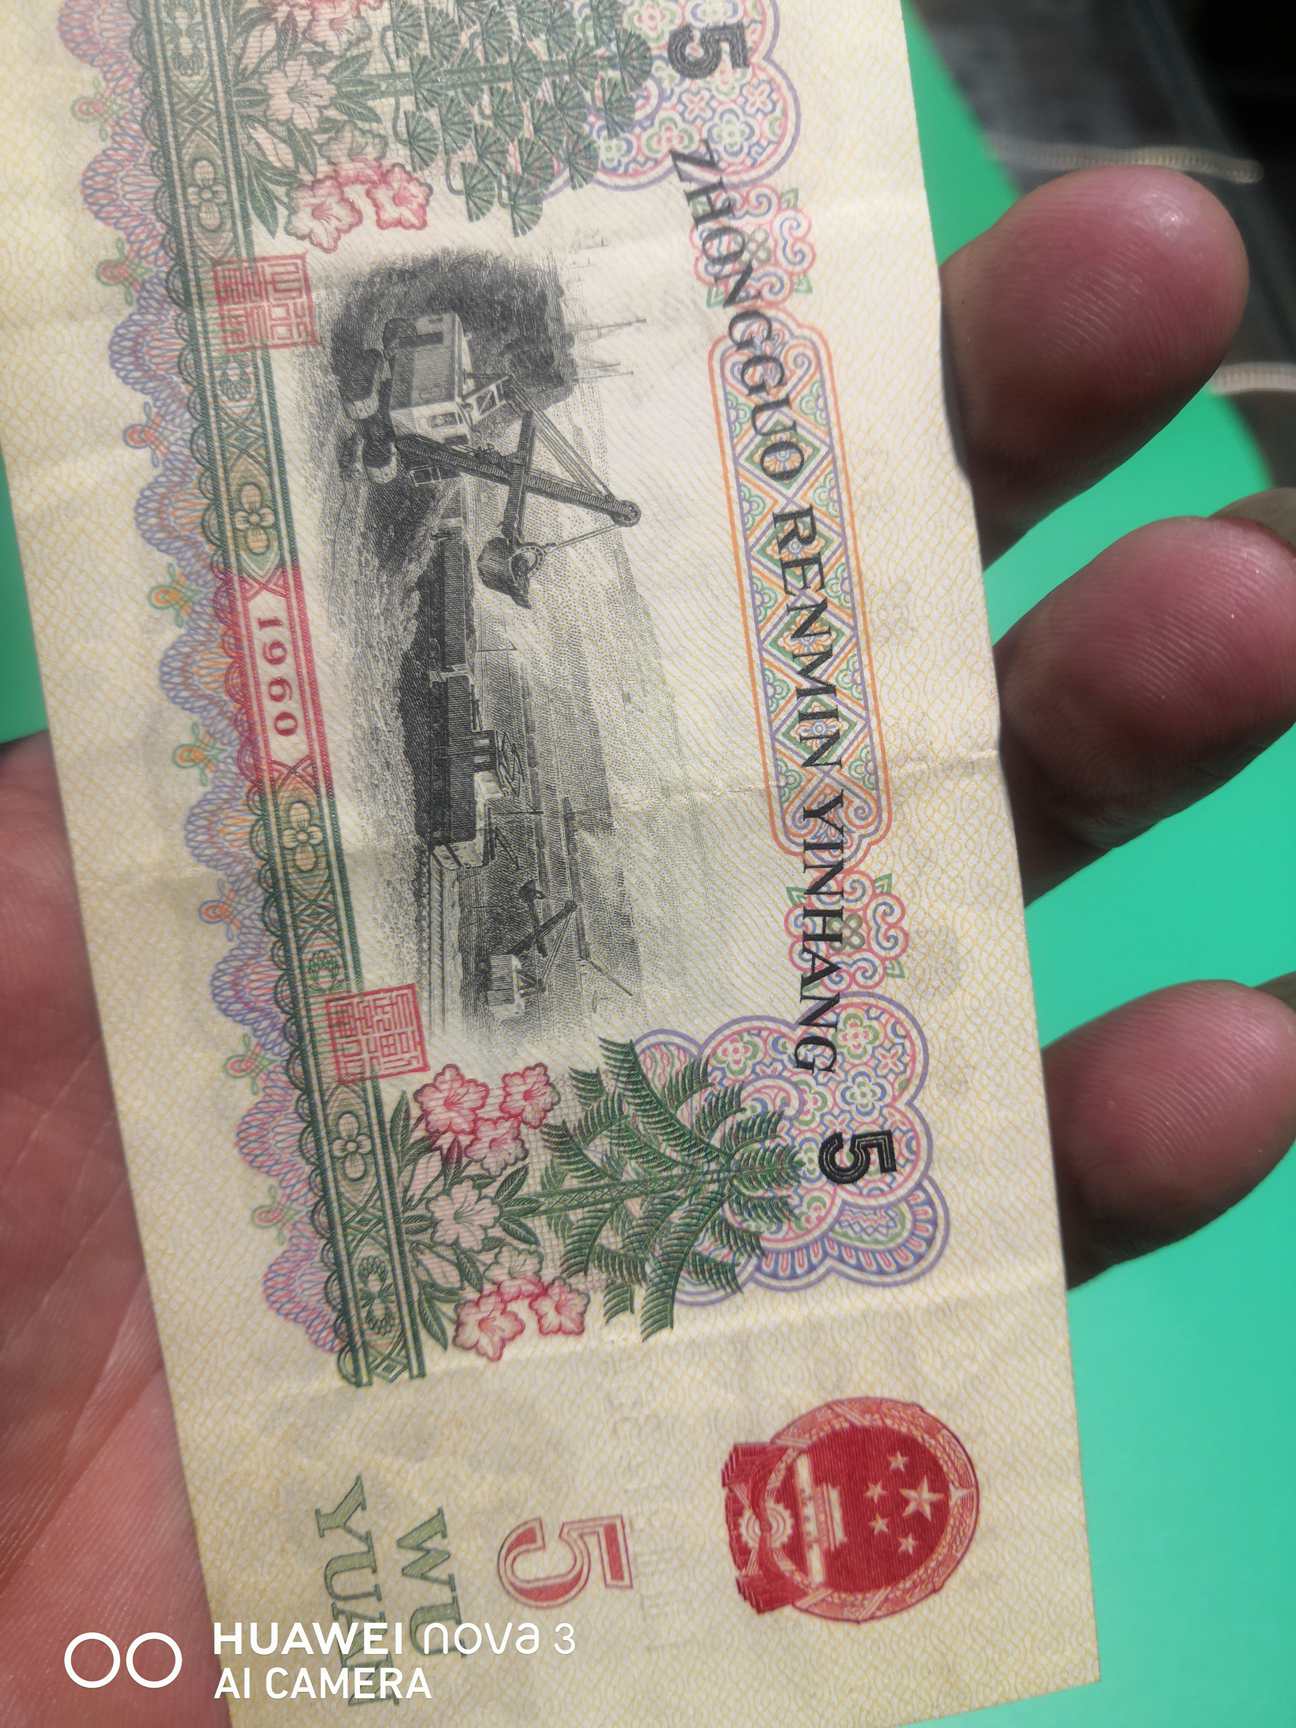 5
ZHONGGUO RENMIN YINHANG
5
1960
5
WU
YUAN
HUAWEI nova 3
AI CAMERA